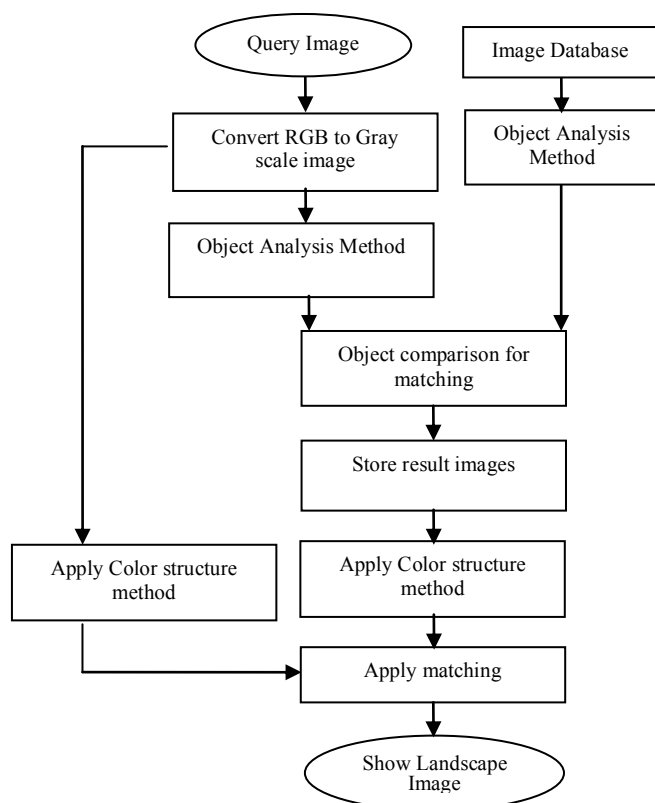 Query Image
Image Database
Convert RGB to Gray
scale image
Object Analysis
Method
Object Analysis Method
Object comparison for
matching
Store result images
Apply Color structure
method
Apply Color structure
method
Apply matching
Show Landscape
Image